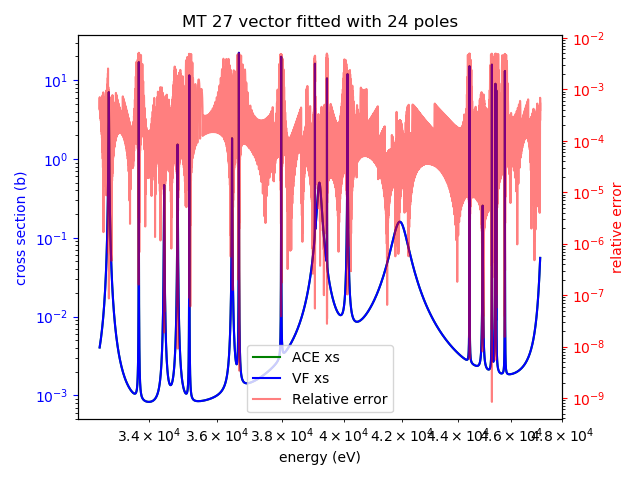 MT 27 vector fitted with 24 poles
cross section (b)
10¹
10⁰
10⁻¹
10⁻²
10⁻³
10⁻²
10⁻³
10⁻⁴
10⁻⁵
10⁻⁶
10⁻⁷
10⁻⁸
10⁻⁹
relative error
ACE xs
VF xs
Relative error
3.4 × 10⁴ 3.6 × 10⁴ 3.8 × 10⁴ 4 × 10⁴ 4.2 × 10⁴ 4.4 × 10⁴ 4.6 × 10⁴ 4.8 × 10⁴
energy (eV)